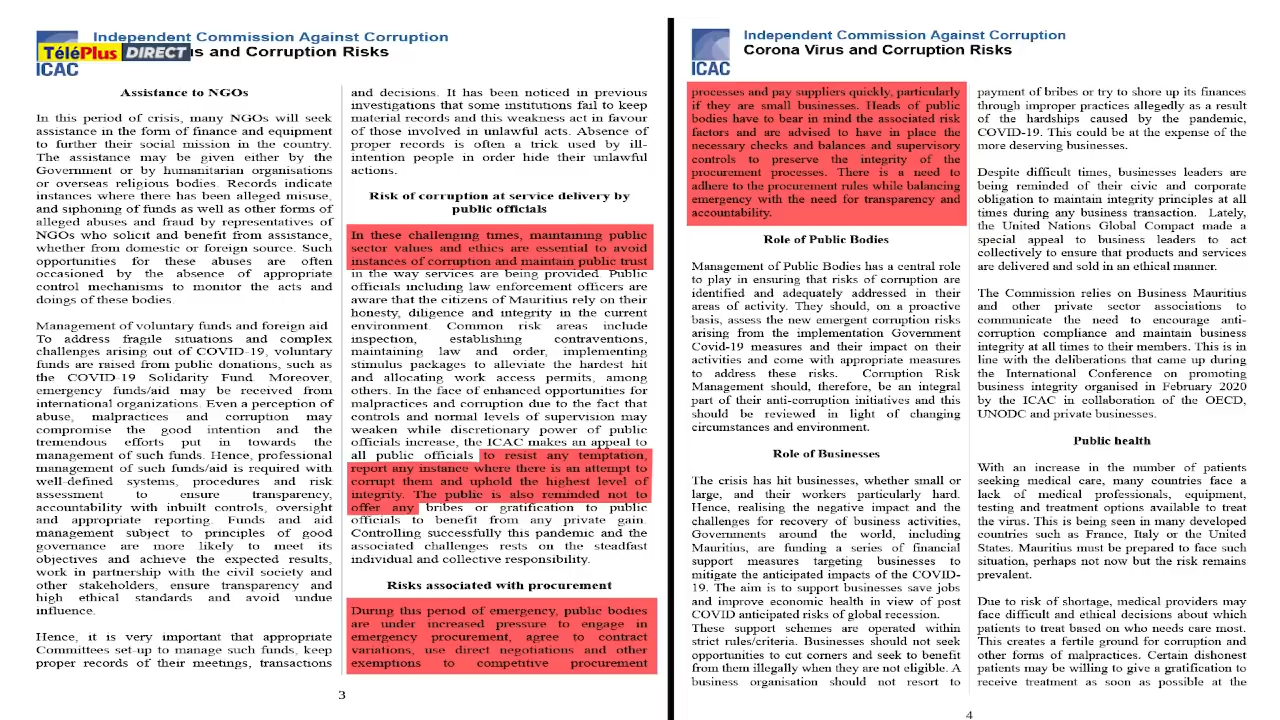 Independent Commission Against Corruption
TéléPlus DIRECT us and Corruption Risks
ICAC
Assistance to NGOs
In this period of crisis, many NGOs will seek
assistance in the form of finance and equipment
to further their social mission in the country.
The assistance may be given either by the
Government or by humanitarian organisations
or overseas religious bodies. Records indicate
instances where there has been alleged misuse,
and siphoning of funds as well as other forms of
alleged abuses and fraud by representatives of
NGOs who solicit and benefit from assistance,
whether from domestic or foreign source. Such
opportunities for these abuses are often
occasioned by the absence of appropriate
control mechanisms to monitor the acts and
doings of these bodies.
Management of voluntary funds and foreign aid
To address fragile situations and complex
challenges arising out of COVID-19, voluntary
funds are raised from public donations, such as
the COVID-19 Solidarity Fund. Moreover,
emergency funds/aid may be received from
international organizations. Even a perception of
abuse, malpractices and corruption may
compromise the good intention and the
tremendous efforts put in towards the
management of such funds. Hence, professional
management of such funds/aid is required with
well-defined systems, procedures and risk
assessment to ensure transparency,
accountability with inbuilt controls, oversight
and appropriate reporting. Funds and aid
management subject to principles of good
governance are more likely to meet its
objectives and achieve the expected results,
work in partnership with the civil society and
other stakeholders, ensure transparency and
high ethical standards and avoid undue
influence.
Hence, it is very important that appropriate
Committees set-up to manage such funds, keep
proper records of their meetings, transactions
and decisions. It has been noticed in previous
investigations that some institutions fail to keep
material records and this weakness act in favour
of those involved in unlawful acts. Absence of
proper records is often a trick used by ill-
intention people in order hide their unlawful
actions.
Risk of corruption at service delivery by
public officials
In these challenging times, maintaining public
sector values and ethics are essential to avoid
instances of corruption and maintain public trust
in the way services are being provided. Public
officials including law enforcement officers are
aware that the citizens of Mauritius rely on their
honesty, diligence and integrity in the current
environment. Common risk areas include
inspection, establishing contraventions,
maintaining law and order, implementing
stimulus packages to alleviate the hardest hit
and allocating work access permits, among
others. In the face of enhanced opportunities for
malpractices and corruption due to the fact that
controls and normal levels of supervision may
weaken while discretionary power of public
officials increase, the ICAC makes an appeal to
all public officials to resist any temptation,
report any instance where there is an attempt to
corrupt them and uphold the highest level of
integrity. The public is also reminded not to
offer any bribes or gratification to public
officials to benefit from any private gain.
Controlling successfully this pandemic and the
associated challenges rests on the steadfast
individual and collective responsibility.
Risks associated with procurement
During this period of emergency, public bodies
are under increased pressure to engage in
emergency procurement, agree to contract
variations, use direct negotiations and other
exemptions to competitive procurement
3
Independent Commission Against Corruption
Corona Virus and Corruption Risks
ICAC
processes and pay suppliers quickly, particularly
if they are small businesses. Heads of public
bodies have to bear in mind the associated risk
factors and are advised to have in place the
necessary checks and balances and supervisory
controls to preserve the integrity of the
procurement processes. There is a need to
adhere to the procurement rules while balancing
emergency with the need for transparency and
accountability.
Role of Public Bodies
Management of Public Bodies has a central role
to play in ensuring that risks of corruption are
identified and adequately addressed in their
areas of activity. They should, on a proactive
basis, assess the new emergent corruption risks
arising from the implementation Government
Covid-19 measures and their impact on their
activities and come with appropriate measures
to address these risks. Corruption Risk
Management should, therefore, be an integral
part of their anti-corruption initiatives and this
should be reviewed in light of changing
circumstances and environment.
Role of Businesses
The crisis has hit businesses, whether small or
large, and their workers particularly hard.
Hence, realising the negative impact and the
challenges for recovery of business activities,
Governments around the world, including
Mauritius, are funding a series of financial
support measures targeting businesses to
mitigate the anticipated impacts of the COVID-
19. The aim is to support businesses save jobs
and improve economic health in view of post
COVID anticipated risks of global recession.
These support schemes are operated within
strict rules/criteria. Businesses should not seek
opportunities to cut corners and seek to benefit
from them illegally when they are not eligible. A
business organisation should not resort to
payment of bribes or try to shore up its finances
through improper practices allegedly as a result
of the hardships caused by the pandemic,
COVID-19. This could be at the expense of the
more deserving businesses.
Despite difficult times, businesses leaders are
being reminded of their civic and corporate
obligation to maintain integrity principles at all
times during any business transaction. Lately,
the United Nations Global Compact made a
special appeal to business leaders to act
collectively to ensure that products and services
are delivered and sold in an ethical manner.
The Commission relies on Business Mauritius
and other private sector associations to
communicate the need to encourage anti-
corruption compliance and maintain business
integrity at all times to their members. This is in
line with the deliberations that came up during
the International Conference on promoting
business integrity organised in February 2020
by the ICAC in collaboration of the OECD,
UNODC and private businesses.
Public health
With an increase in the number of patients
seeking medical care, many countries face a
lack of medical professionals, equipment,
testing and treatment options available to treat
the virus. This is being seen in many developed
countries such as France, Italy or the United
States. Mauritius must be prepared to face such
situation, perhaps not now but the risk remains
prevalent.
Due to risk of shortage, medical providers may
face difficult and ethical decisions about which
patients to treat based on who needs care most.
This creates a fertile ground for corruption and
other forms of malpractices. Certain dishonest
patients may be willing to give a gratification to
receive treatment as soon as possible at the
4